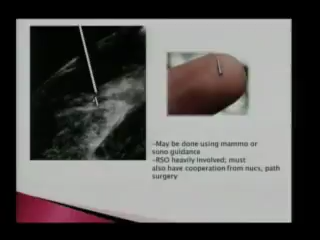 -May be done using mammo or
sono guidance
-RSO heavily involved; must
also have cooperation from nucs, path
surgery